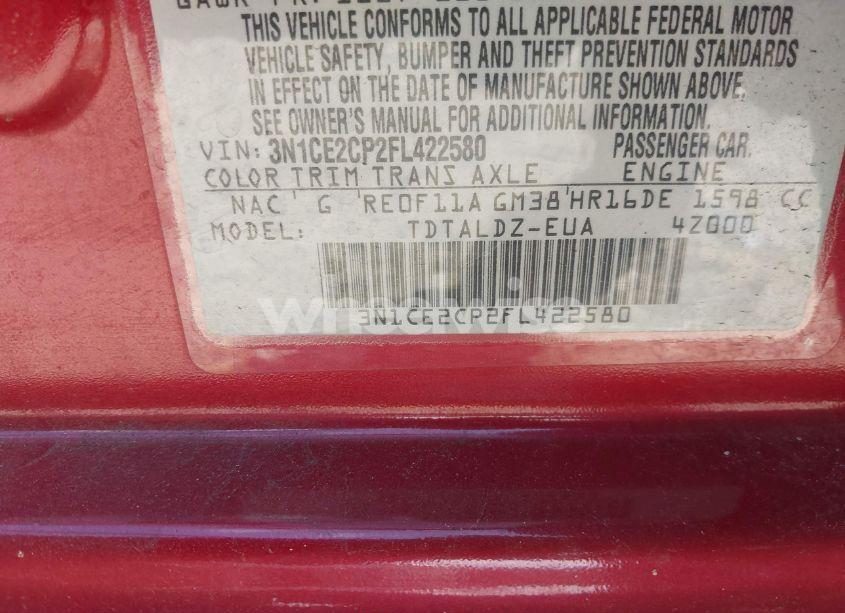 THIS VEHICLE CONFORMS TO ALL APPLICABLE FEDERAL MOTOR
VEHICLE SAFETY, BUMPER AND THEFT PREVENTION STANDARDS
IN EFFECT ON THE DATE OF MANUFACTURE SHOWN ABOVE.
SEE OWNER'S MANUAL FOR ADDITIONAL INFORMATION.
VIN: 3N1CE2CP2FL422580 PASSENGER CAR.
COLOR TRIM TRANS AXLE ENGINE
NAC G RE0F11A GM38 HR16DE 1598 CC
MODEL: TDTALDZ-EUA 4Z000
3N1CE2CP2FL422580